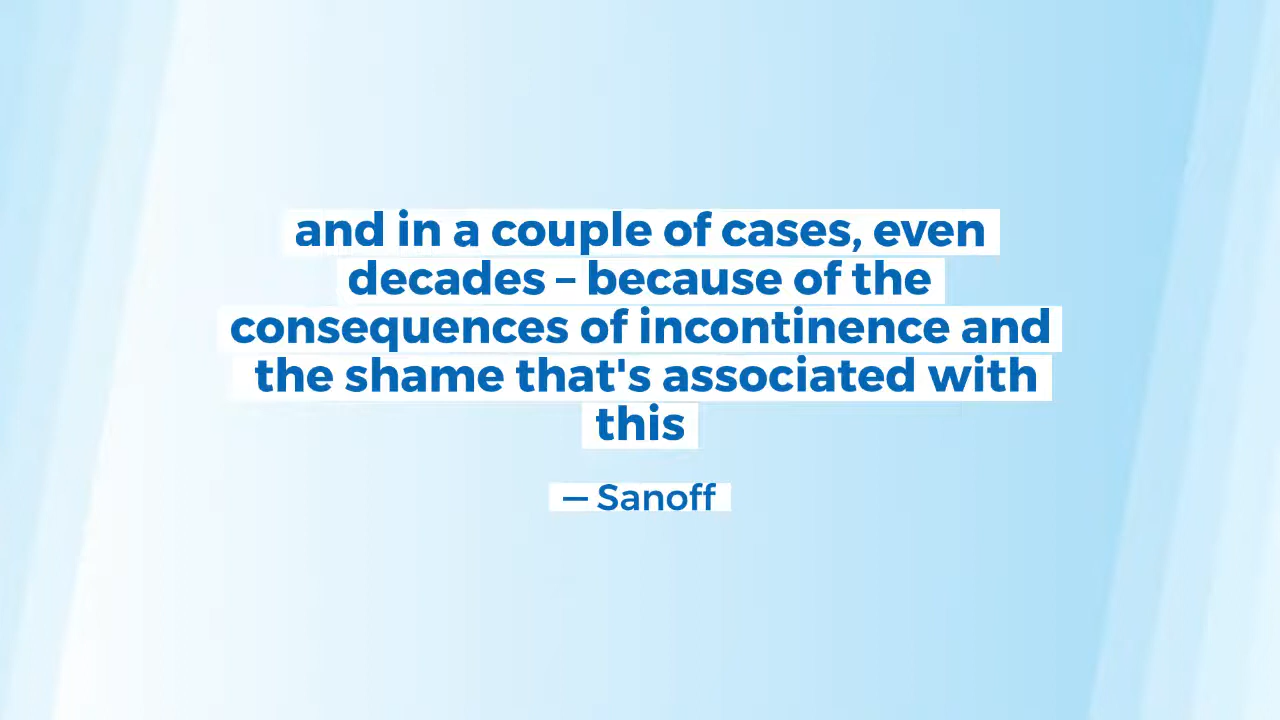 and in a couple of cases, even
decades – because of the
consequences of incontinence and
the shame that's associated with
this
— Sanoff